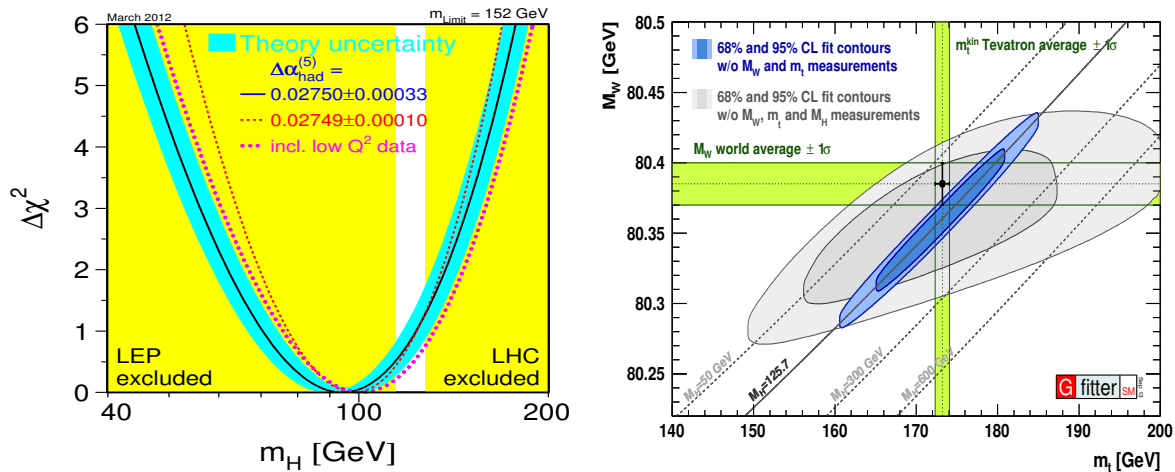 March 2012
m_Limit = 152 GeV
6
5
4
3
2
1
0
Δχ²
Theory uncertainty
Δα_had^(5) =
0.02750±0.00033
0.02749±0.00010
incl. low Q² data
LEP
excluded
LHC
excluded
40
100
200
m_H [GeV]
M_W [GeV]
80.5
80.45
80.4
80.35
80.3
80.25
68% and 95% CL fit contours
w/o M_W and m_t measurements
68% and 95% CL fit contours
w/o M_W, m_t and M_H measurements
m_t^kin Tevatron average ± 1σ
M_W world average ± 1σ
M_H=50 GeV
M_H=125.7
M_H=300 GeV
M_H=600 GeV
G fitter SM
Sep 13
140
150
160
170
180
190
200
m_t [GeV]